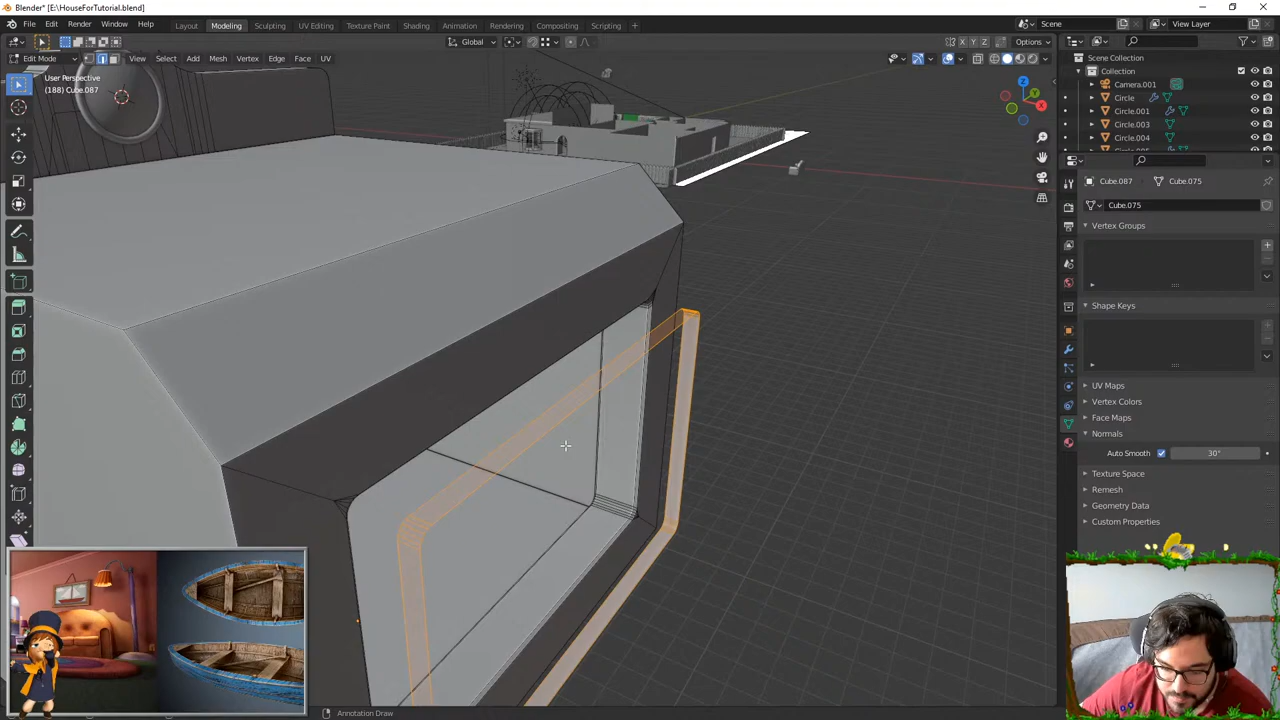 Blender* [E:\HouseForTutorial.blend]
File Edit Render Window Help Layout Modeling Sculpting UV Editing Texture Paint Shading Animation Rendering Compositing Scripting + Scene View Layer
Global Options X Y Z
Edit Mode View Select Add Mesh Vertex Edge Face UV
User Perspective
(188) Cube.087
Z
Y
X
Scene Collection
Collection
Camera.001
Circle
Circle.001
Circle.003
Circle.004
Cube.087 Cube.075
Cube.075
Vertex Groups
Shape Keys
UV Maps
Vertex Colors
Face Maps
Normals
Auto Smooth 30°
Texture Space
Remesh
Geometry Data
Custom Properties
Annotation Draw